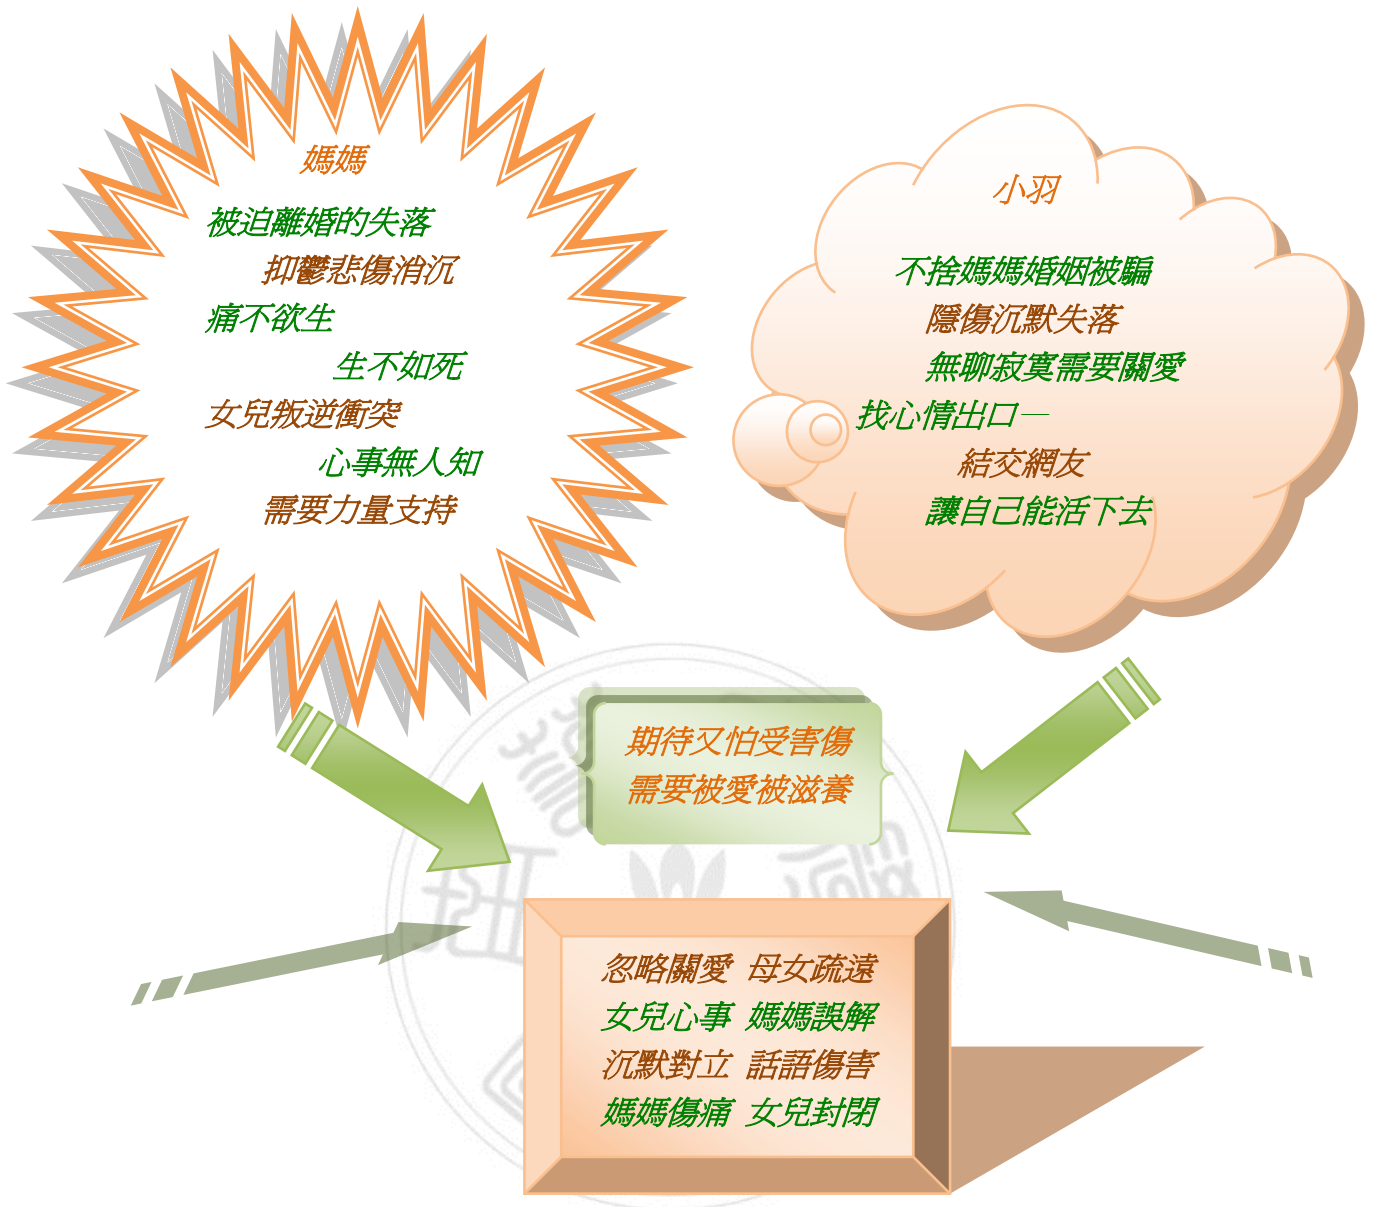 媽媽
被迫離婚的失落
抑鬱悲傷消沉
痛不欲生
生不如死
女兒叛逆衝突
心事無人知
需要力量支持
小羽
不捨媽媽婚姻被騙
隱傷沉默失落
無聊寂寞需要關愛
找心情出口—
結交網友
讓自己能活下去
期待又怕受害傷
需要被愛被滋養
忽略關愛 母女疏遠
女兒心事 媽媽誤解
沉默對立 話語傷害
媽媽傷痛 女兒封閉